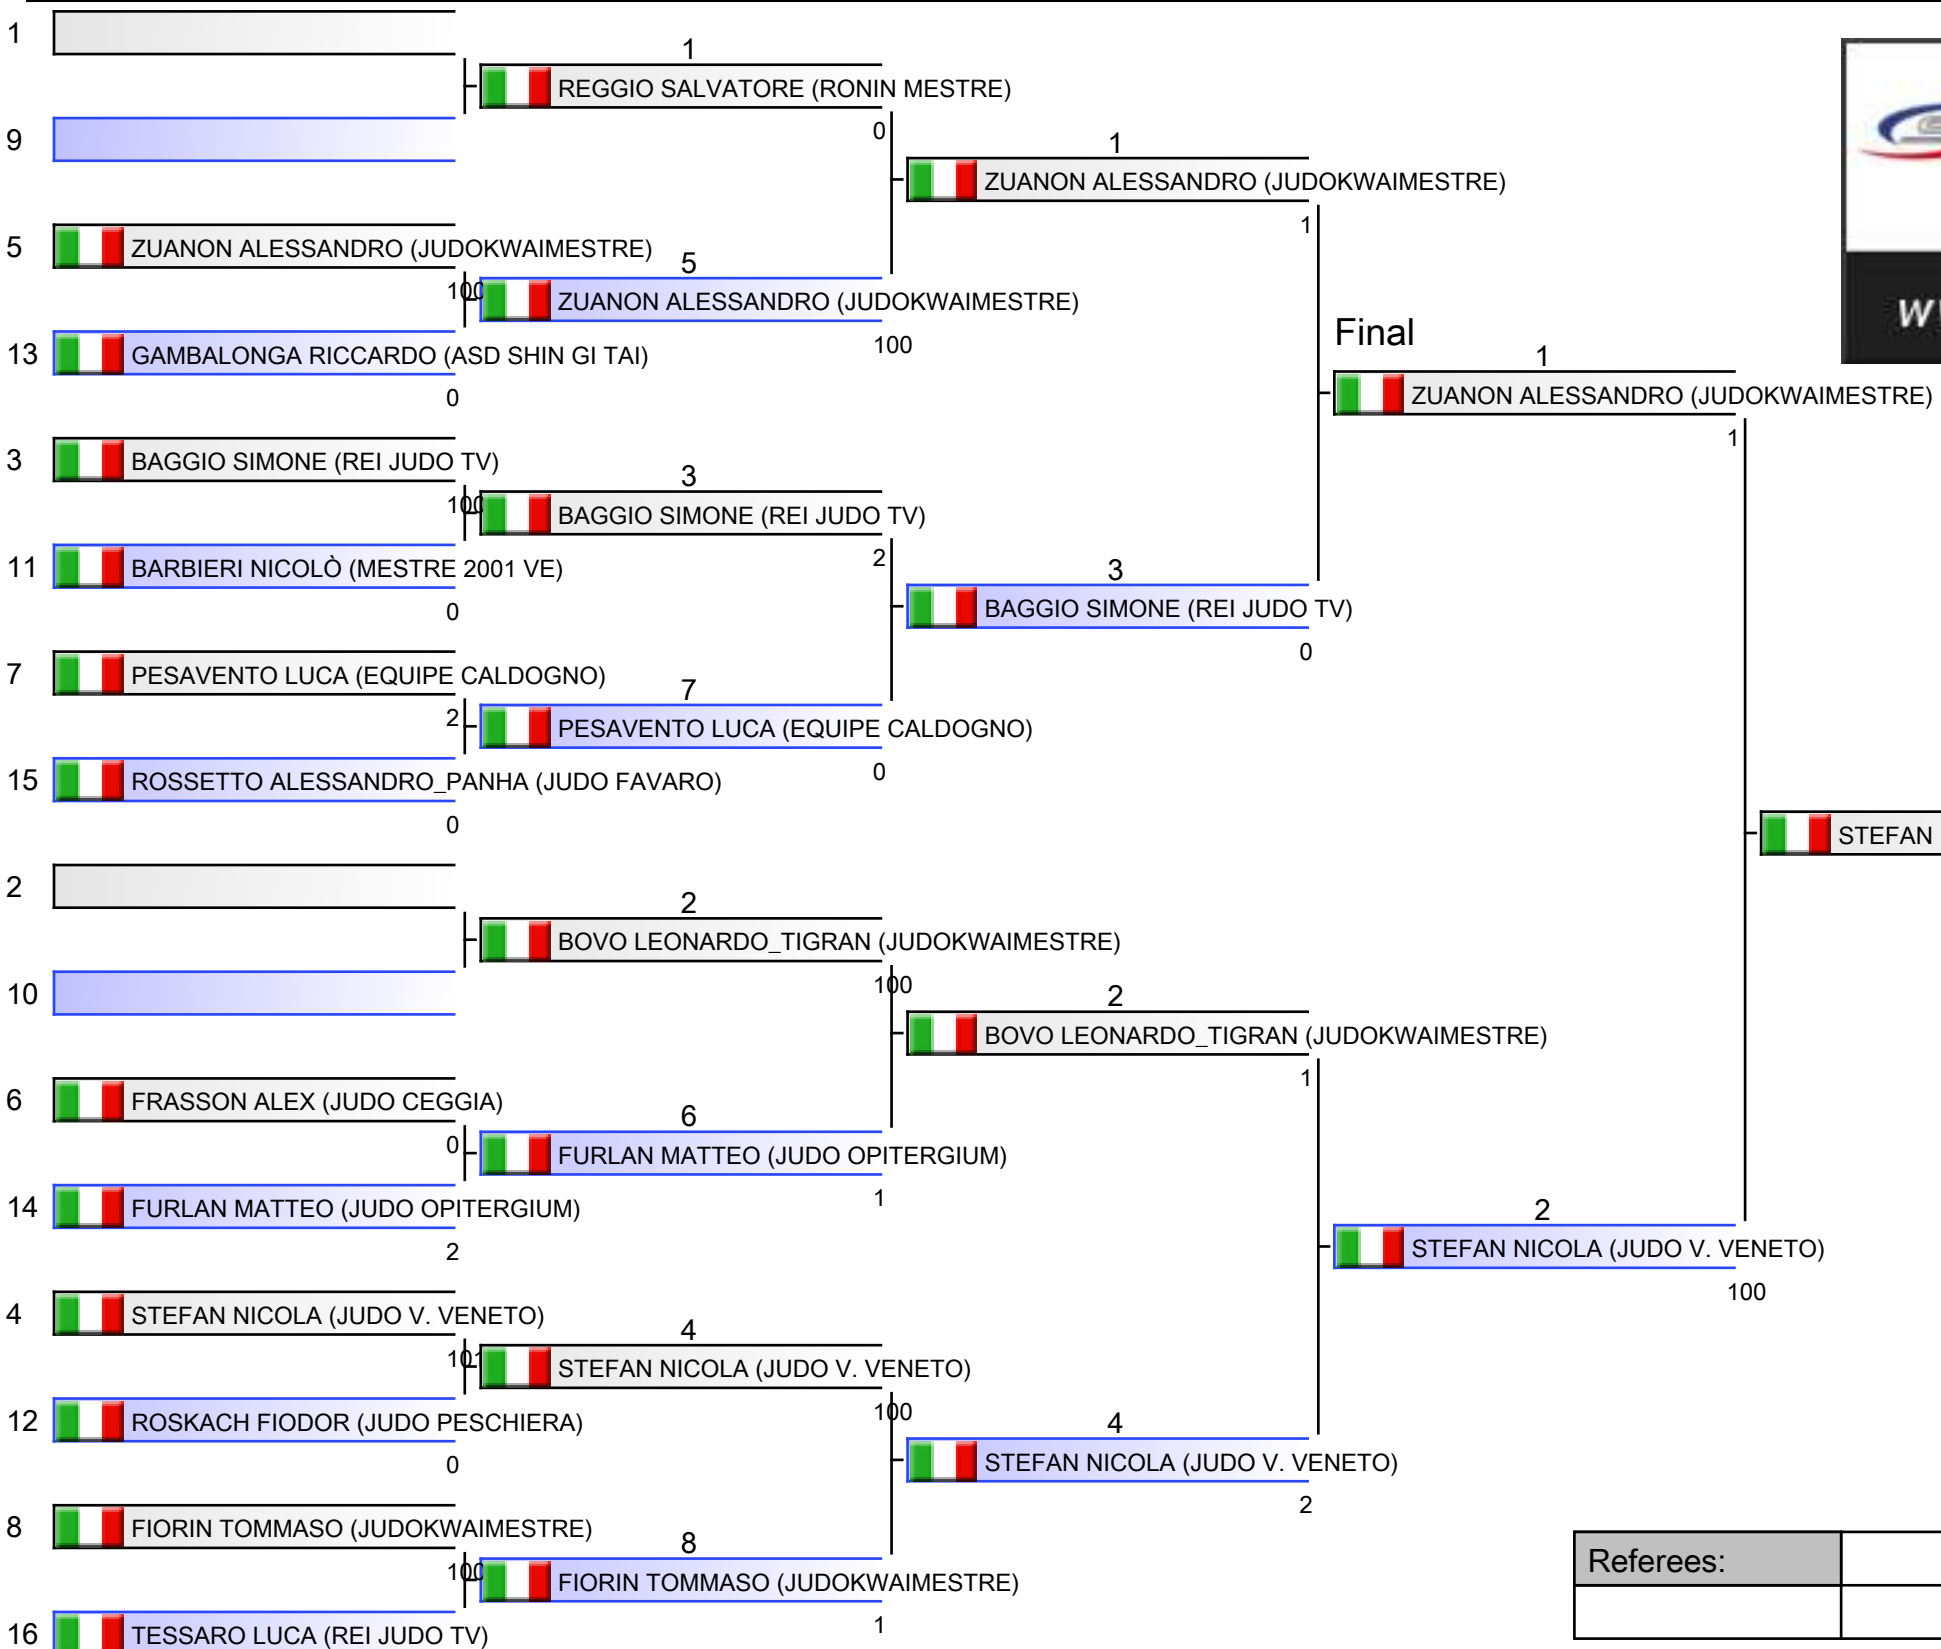 1
1
REGGIO SALVATORE (RONIN MESTRE)
0
9
1
ZUANON ALESSANDRO (JUDOKWAIMESTRE)
1
5 ZUANON ALESSANDRO (JUDOKWAIMESTRE)
100
5
ZUANON ALESSANDRO (JUDOKWAIMESTRE)
100
13 GAMBALONGA RICCARDO (ASD SHIN GI TAI)
0
Final
1
ZUANON ALESSANDRO (JUDOKWAIMESTRE)
1
3 BAGGIO SIMONE (REI JUDO TV)
100
3
BAGGIO SIMONE (REI JUDO TV)
2
11 BARBIERI NICOLÒ (MESTRE 2001 VE)
0
3
BAGGIO SIMONE (REI JUDO TV)
0
7 PESAVENTO LUCA (EQUIPE CALDOGNO)
2
7
PESAVENTO LUCA (EQUIPE CALDOGNO)
0
15 ROSSETTO ALESSANDRO_PANHA (JUDO FAVARO)
0
STEFAN
2
2
BOVO LEONARDO_TIGRAN (JUDOKWAIMESTRE)
100
10
2
BOVO LEONARDO_TIGRAN (JUDOKWAIMESTRE)
1
6 FRASSON ALEX (JUDO CEGGIA)
0
6
FURLAN MATTEO (JUDO OPITERGIUM)
1
14 FURLAN MATTEO (JUDO OPITERGIUM)
2
2
STEFAN NICOLA (JUDO V. VENETO)
100
4 STEFAN NICOLA (JUDO V. VENETO)
4
STEFAN NICOLA (JUDO V. VENETO)
100
12 ROSKACH FIODOR (JUDO PESCHIERA)
0
4
STEFAN NICOLA (JUDO V. VENETO)
2
8 FIORIN TOMMASO (JUDOKWAIMESTRE)
100
8
FIORIN TOMMASO (JUDOKWAIMESTRE)
1
16 TESSARO LUCA (REI JUDO TV)
Referees: